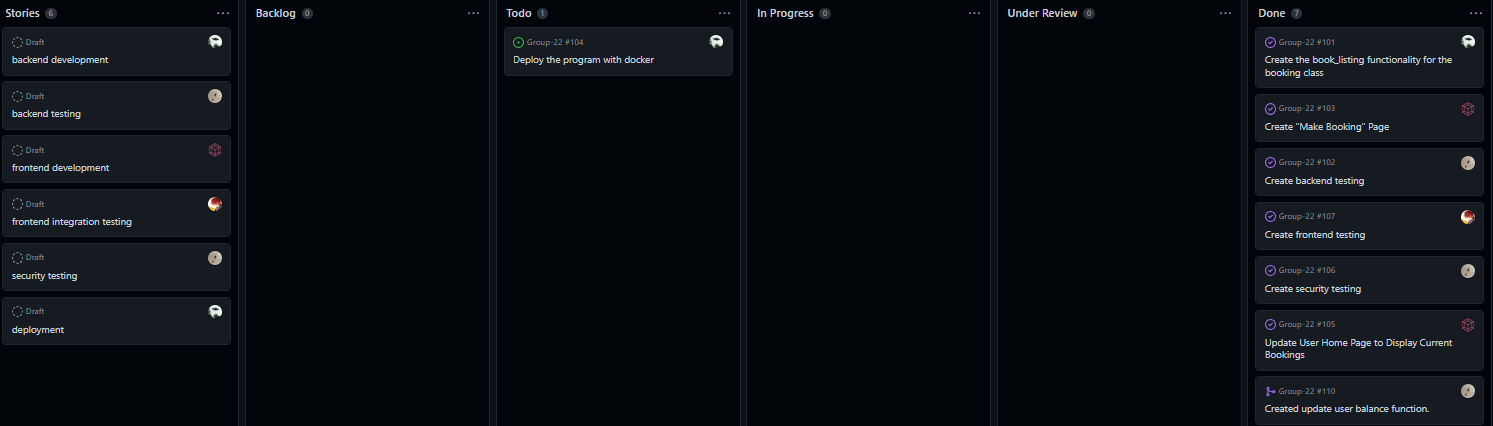 Stories 6
Draft
backend development
Draft
backend testing
Draft
frontend development
Draft
frontend integration testing
Draft
security testing
Draft
deployment
Backlog 0
Todo 1
Group-22 #104
Deploy the program with docker
In Progress 0
Under Review 0
Done 7
Group-22 #101
Create the book_listing functionality for the
booking class
Group-22 #103
Create "Make Booking" Page
Group-22 #102
Create backend testing
Group-22 #107
Create frontend testing
Group-22 #106
Create security testing
Group-22 #105
Update User Home Page to Display Current
Bookings
Group-22 #110
Created update user balance function.